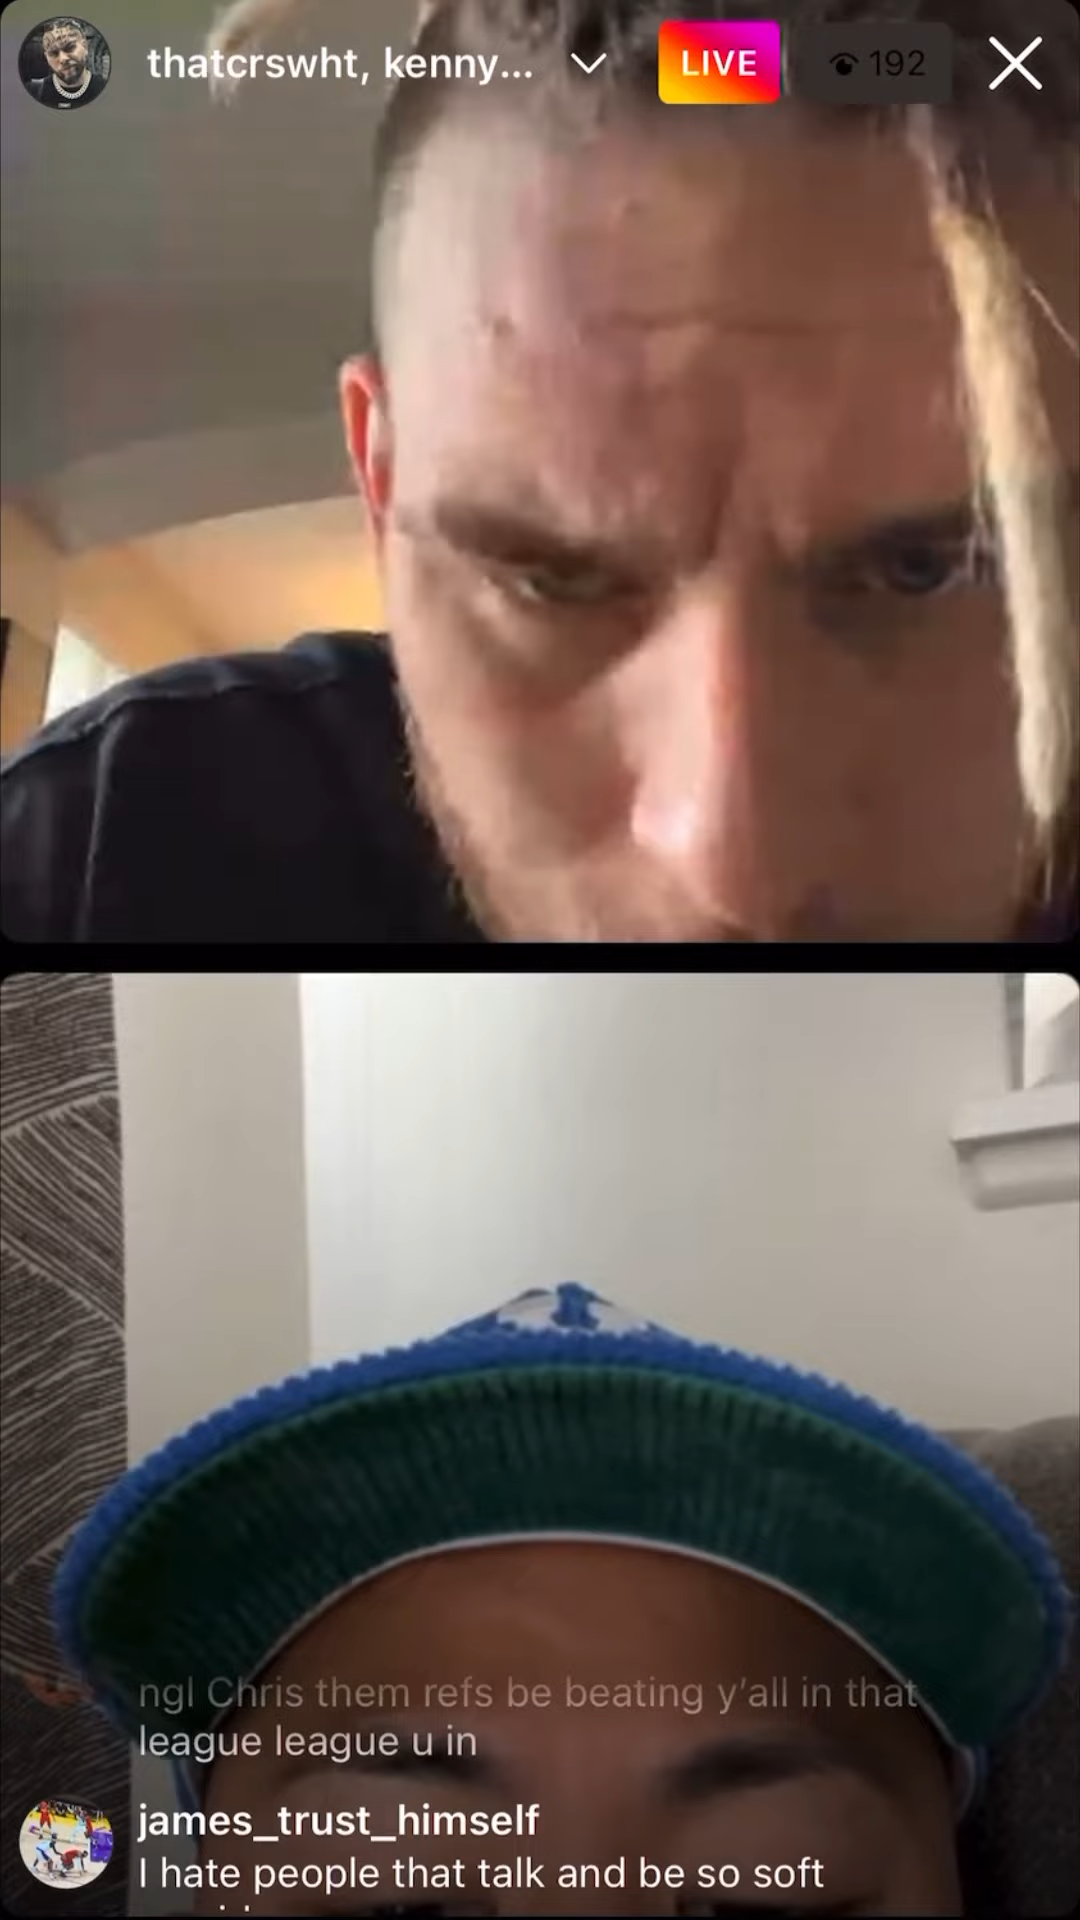 thatcrswht, kenny...
LIVE
192
ngl Chris them refs be beating y'all in that
league league u in
james_trust_himself
I hate people that talk and be so soft